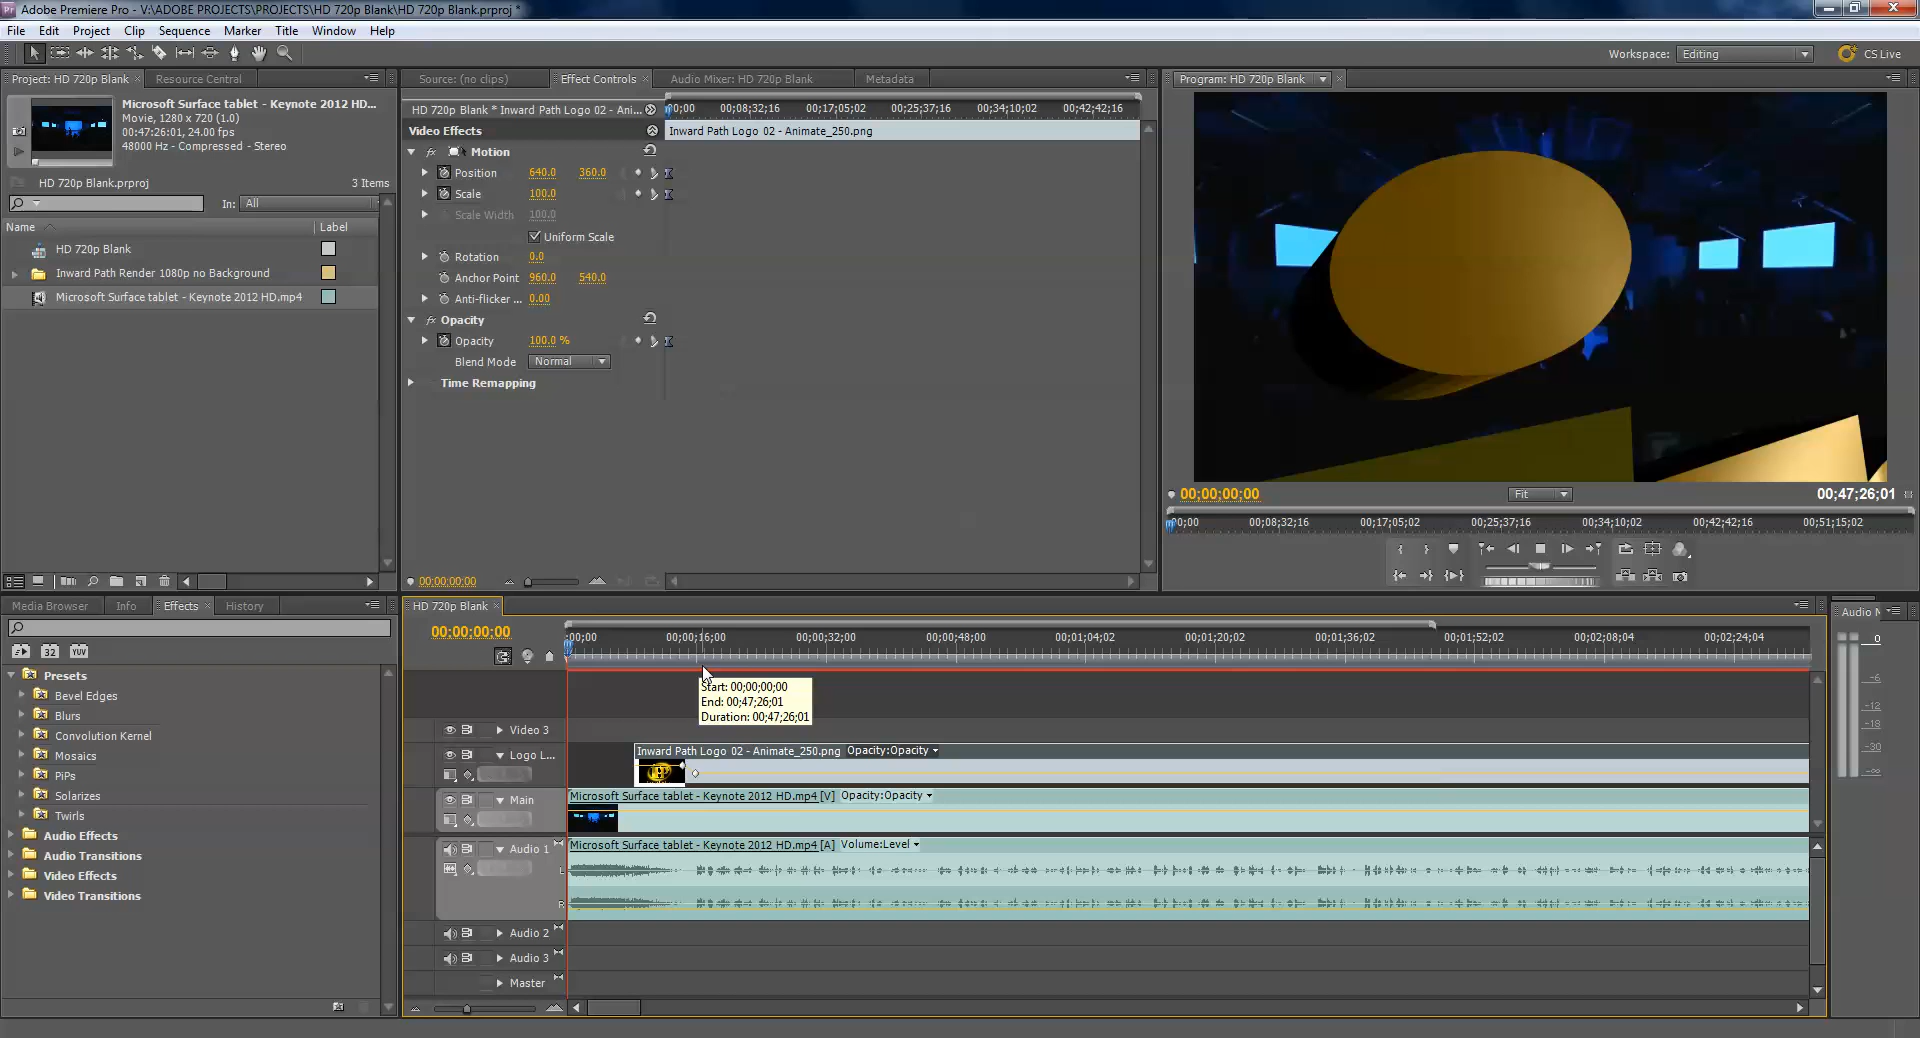 Adobe Premiere Pro - V:\ADOBE PROJECTS\PROJECTS\HD 720p Blank\HD 720p Blank.prproj *
File Edit Project Clip Sequence Marker Title Window Help
Workspace: Editing CS Live
Project: HD 720p Blank
Resource Central
Microsoft Surface tablet - Keynote 2012 HD...
Movie, 1280 x 720 (1.0)
00:47:26:01, 24.00 fps
48000 Hz - Compressed - Stereo
HD 720p Blank.prproj
3 Items
In: All
Name
Label
HD 720p Blank
Inward Path Render 1080p no Background
Microsoft Surface tablet - Keynote 2012 HD.mp4
Source: (no clips)
Effect Controls
Audio Mixer: HD 720p Blank
Metadata
HD 720p Blank * Inward Path Logo 02 - Ani...
00;00 00;08;32;16 00;17;05;02 00;25;37;16 00;34;10;02 00;42;42;16
Video Effects
Inward Path Logo 02 - Animate_250.png
fx Motion
Position 640.0 360.0
Scale 100.0
Scale Width 100.0
Uniform Scale
Rotation 0.0
Anchor Point 960.0 540.0
Anti-flicker ... 0.00
fx Opacity
Opacity 100.0 %
Blend Mode Normal
Time Remapping
00;00;00;00
Program: HD 720p Blank
00;00;00;00
Fit
00;47;26;01
00;00 00;08;32;16 00;17;05;02 00;25;37;16 00;34;10;02 00;42;42;16 00;51;15;02
Media Browser
Info
Effects
History
32
YUV
Presets
Bevel Edges
Blurs
Convolution Kernel
Mosaics
PiPs
Solarizes
Twirls
Audio Effects
Audio Transitions
Video Effects
Video Transitions
HD 720p Blank
00;00;00;00
;00;00 00;00;16;00 00;00;32;00 00;00;48;00 00;01;04;02 00;01;20;02 00;01;36;02 00;01;52;02 00;02;08;04 00;02;24;04
Start: 00;00;00;00
End: 00;47;26;01
Duration: 00;47;26;01
Video 3
Logo L...
Inward Path Logo 02 - Animate_250.png Opacity:Opacity
Main
Microsoft Surface tablet - Keynote 2012 HD.mp4 [V] Opacity:Opacity
Audio 1
Microsoft Surface tablet - Keynote 2012 HD.mp4 [A] Volume:Level
L
R
Audio 2
Audio 3
Master
Audio M
0
-6
-12
-18
-30
-∞